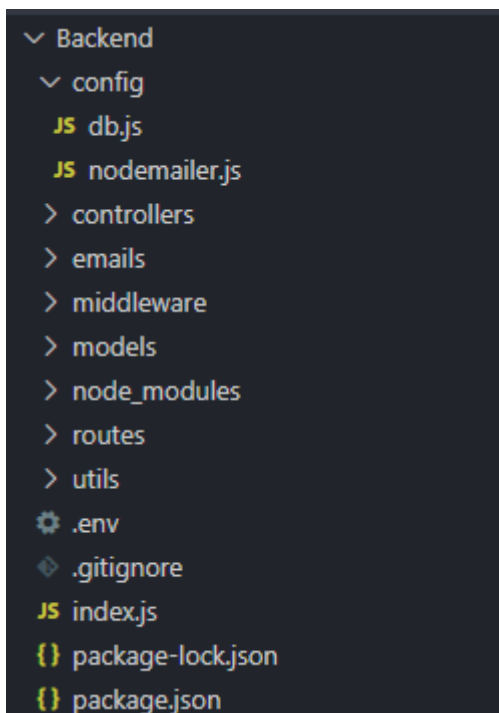 Backend
config
JS db.js
JS nodemailer.js
controllers
emails
middleware
models
node_modules
routes
utils
.env
.gitignore
JS index.js
{} package-lock.json
{} package.json